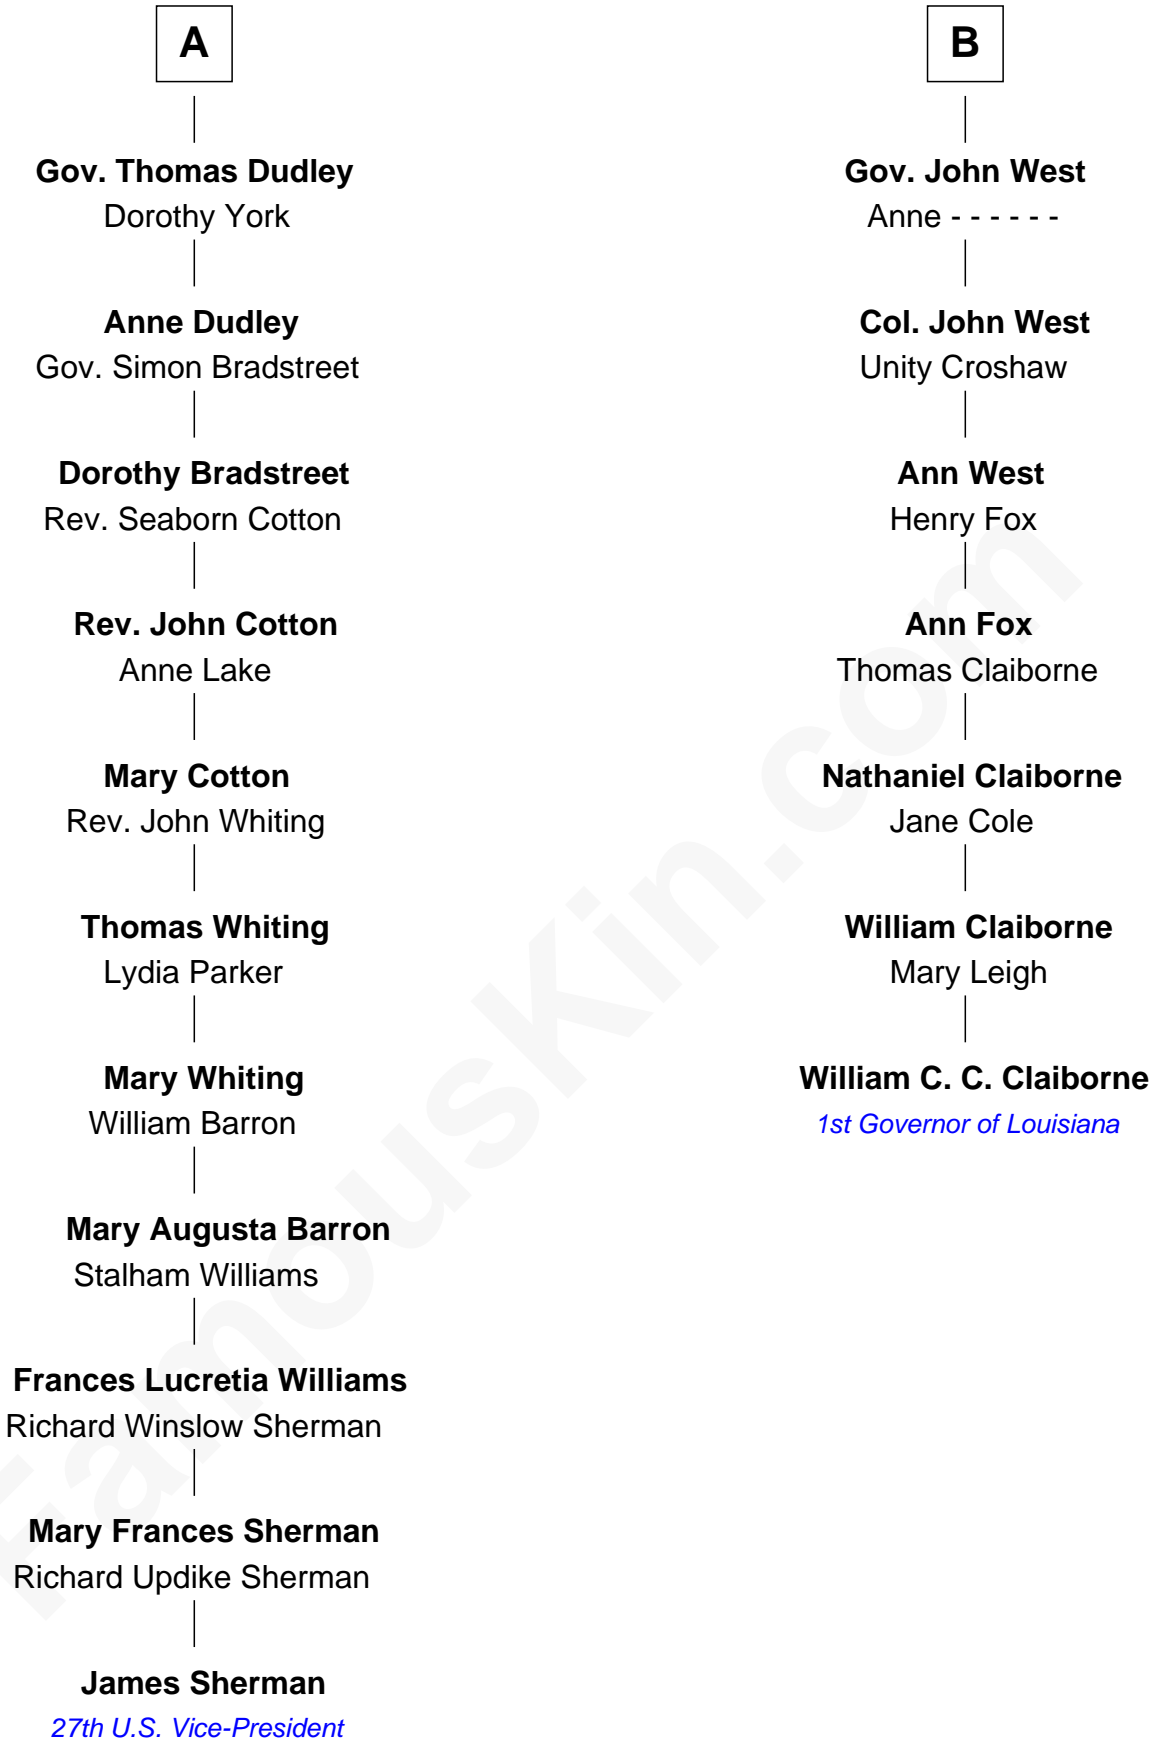 A
Gov. Thomas Dudley
Dorothy York
Anne Dudley
Gov. Simon Bradstreet
Dorothy Bradstreet
Rev. Seaborn Cotton
Rev. John Cotton
Anne Lake
Mary Cotton
Rev. John Whiting
Thomas Whiting
Lydia Parker
Mary Whiting
William Barron
Mary Augusta Barron
Stalham Williams
Frances Lucretia Williams
Richard Winslow Sherman
Mary Frances Sherman
Richard Updike Sherman
James Sherman
27th U.S. Vice-President
B
Gov. John West
Anne - - - - - -
Col. John West
Unity Croshaw
Ann West
Henry Fox
Ann Fox
Thomas Claiborne
Nathaniel Claiborne
Jane Cole
William Claiborne
Mary Leigh
William C. C. Claiborne
1st Governor of Louisiana
FamousKin.com